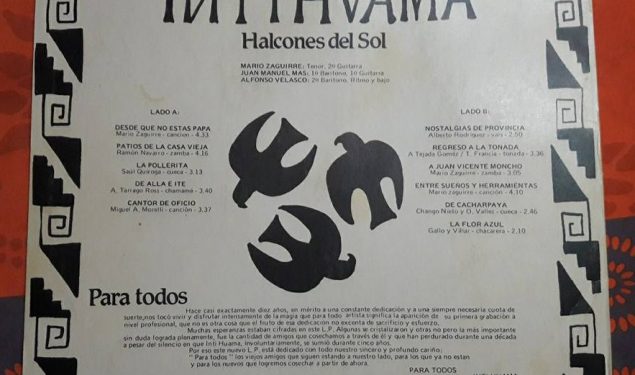 INTI HUAMA
Halcones del Sol
MARIO ZAGUIRRE: Tenor, 2º Guitarra
JUAN MANUEL MAS: 1º Baritono, 1º Guitarra
ALFONSO VELASCO: 2º Baritono, Ritmo y bajo
LADO A:
DESDE QUE NO ESTAS PAPA
Mario Zaguirre - canción - 4.33
PATIOS DE LA CASA VIEJA
Ramón Navarro - zamba - 4.16
LA POLLERITA
Saúl Quiroga - cueca - 3.13
DE ALLA E ITE
A. Tarrago Ross - chamamé - 3.40
CANTOR DE OFICIO
Miguel A. Morelli - canción - 3.37
LADO B:
NOSTALGIAS DE PROVINCIA
Alberto Rodriguez - vals - 2.50
REGRESO A LA TONADA
A Tejada Goméz / T. Francia - tonada - 3.36
A JUAN VICENTE MONCHO
Mario Zaguirre - zamba - 3.05
ENTRE SUEÑOS Y HERRAMIENTAS
Mario zaguirre - canción - 4.10
DE CACHARPAYA
Chango Nieto y O. Valles - cueca - 2.46
LA FLOR AZUL
Gallo y Villar - chacarera - 2.10
Para todos
Hace casi exactamente diez años, en mérito a una constante dedicación y a una siempre necesaria cuota de
suerte, nos tocó vivir y disfrutar intensamente de la magia que para todo artista significa la aparición de su primera grabación a
nivel profesional, que no es otra cosa que el fruto de esa dedicación no exenta de sacrificio y esfuerzo.
Muchas esperanzas estaban cifradas en este L.P. Algunas se cristalizaron y otras no pero la más importante
sin duda lograda plenamente, fue la cantidad de amigos que cosechamos a través de él y que han perdurado durante una década
a pesar del silencio en que Inti Huama, involuntariamente, se sumió durante cinco años.
Por eso este nuevo L.P. está dedicado con todo nuestro sincero y profundo cariño:
"Para todos" los viejos amigos que siguen estando a nuestro lado, para los que ya no estan
y para los nuevos que logremos cosechar a partir de ahora.
PARA TODOS